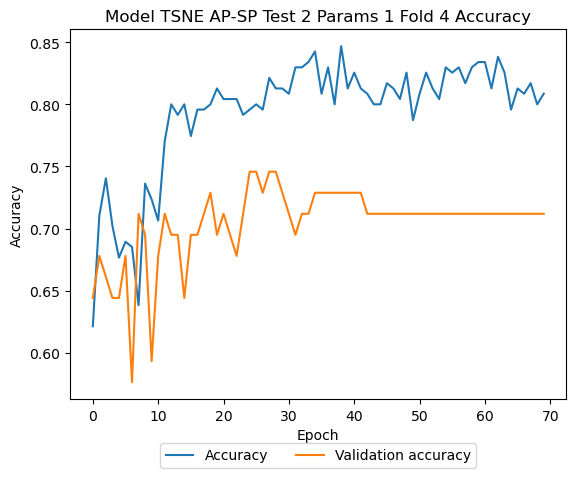 Model TSNE AP-SP Test 2 Params 1 Fold 4 Accuracy
Accuracy
0.85
0.80
0.75
0.70
0.65
0.60
0 10 20 30 40 50 60 70
Epoch
Accuracy Validation accuracy